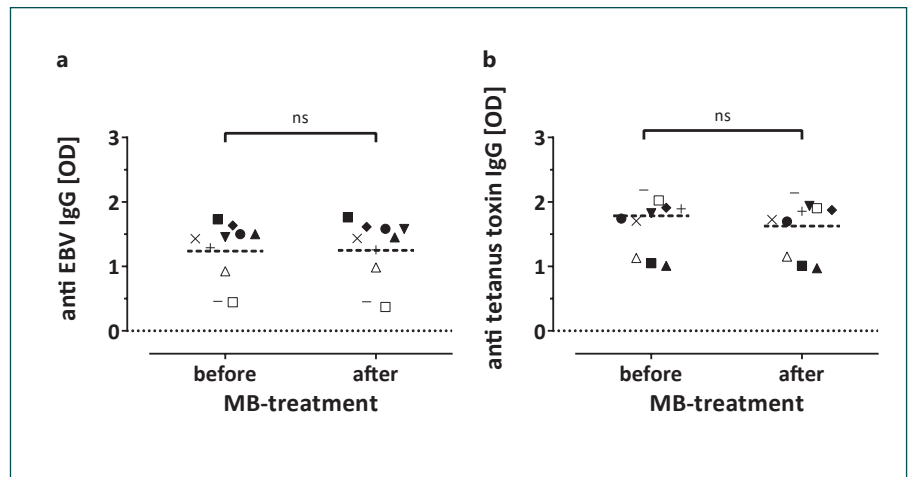 a
ns
anti EBV IgG [OD]
3
2
1
0
before
after
MB-treatment
b
ns
anti tetanus toxin IgG [OD]
3
2
1
0
before
after
MB-treatment